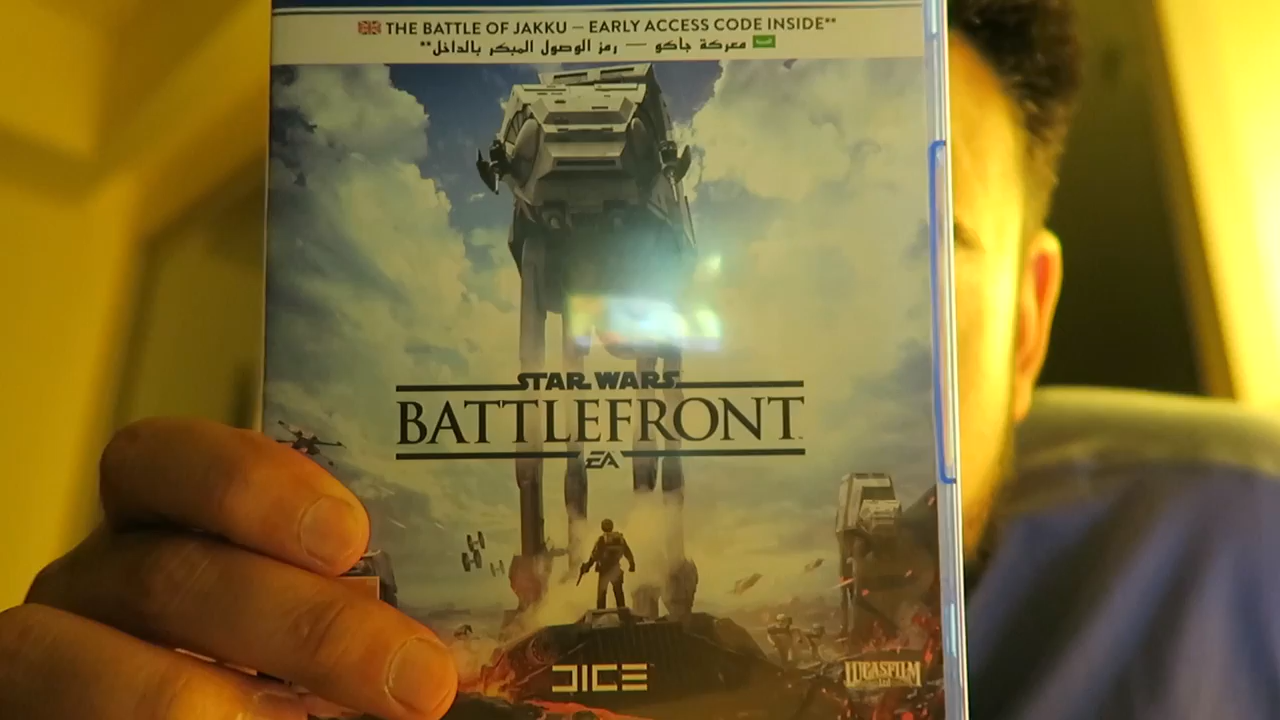 THE BATTLE OF JAKKU – EARLY ACCESS CODE INSIDE**
معركة جاكو — رمز الوصول المبكر بالداخل**
STAR WARS
BATTLEFRONT
EA
DICE
LUCASFILM
Ltd